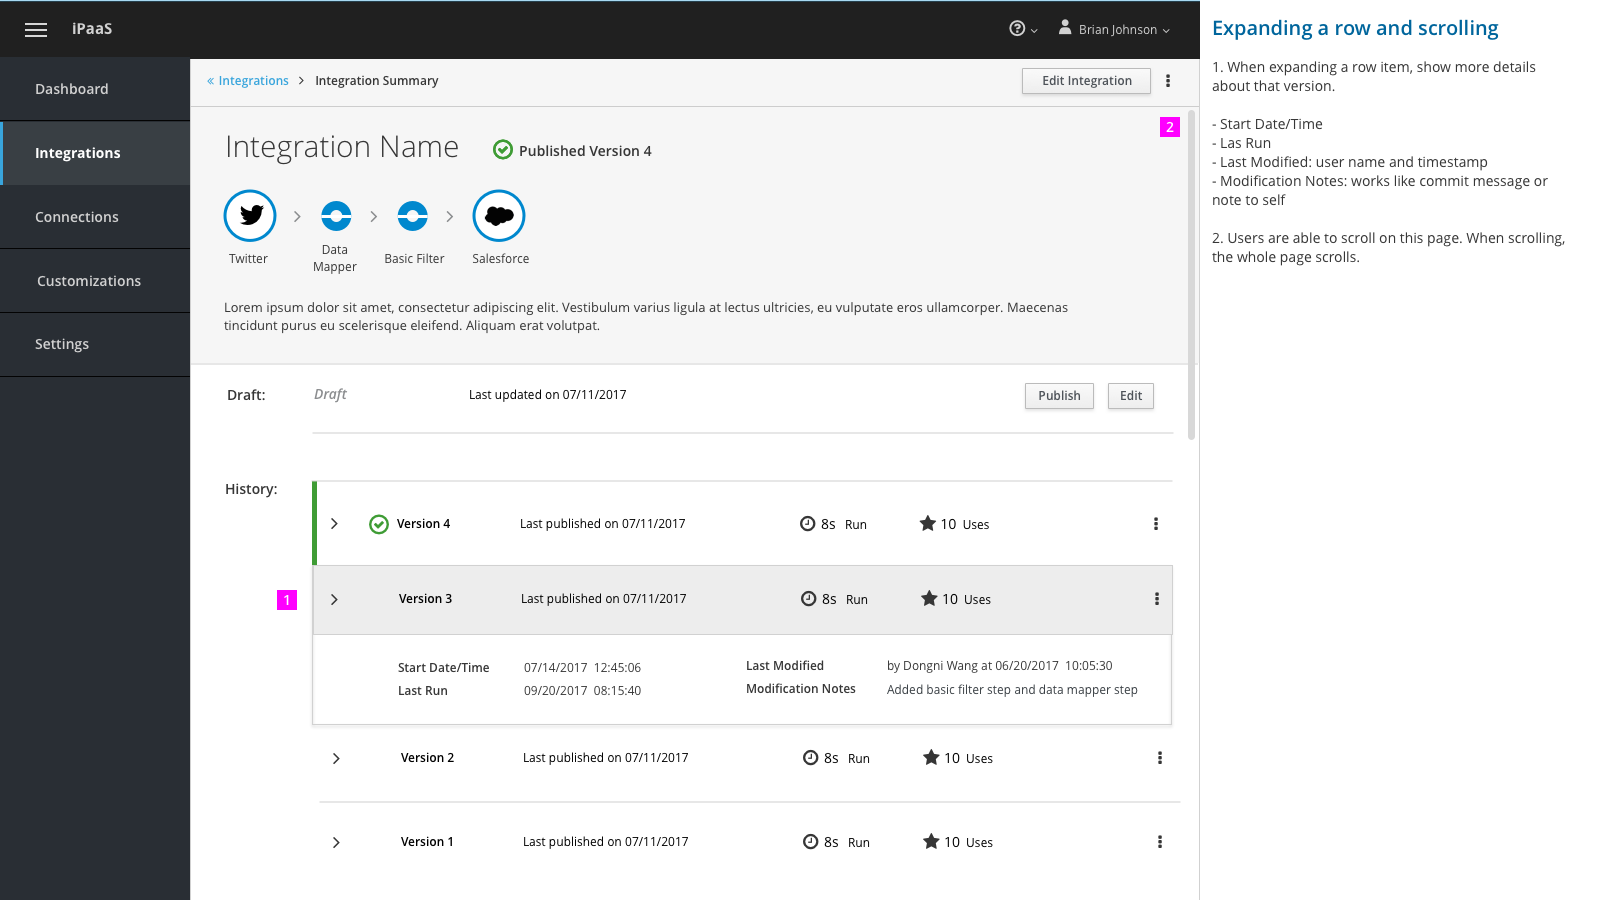 iPaaS
Brian Johnson
Dashboard
Integrations
Connections
Customizations
Settings
« Integrations > Integration Summary
Edit Integration
2
Integration Name
Published Version 4
Twitter
Data
Mapper
Basic Filter
Salesforce
Lorem ipsum dolor sit amet, consectetur adipiscing elit. Vestibulum varius ligula at lectus ultricies, eu vulputate eros ullamcorper. Maecenas
tincidunt purus eu scelerisque eleifend. Aliquam erat volutpat.
Draft: Draft Last updated on 07/11/2017 Publish Edit
History:
Version 4 Last published on 07/11/2017 8s Run 10 Uses
1
Version 3 Last published on 07/11/2017 8s Run 10 Uses
Start Date/Time 07/14/2017 12:45:06
Last Run 09/20/2017 08:15:40
Last Modified by Dongni Wang at 06/20/2017 10:05:30
Modification Notes Added basic filter step and data mapper step
Version 2 Last published on 07/11/2017 8s Run 10 Uses
Version 1 Last published on 07/11/2017 8s Run 10 Uses
Expanding a row and scrolling
1. When expanding a row item, show more details
about that version.
- Start Date/Time
- Las Run
- Last Modified: user name and timestamp
- Modification Notes: works like commit message or
note to self
2. Users are able to scroll on this page. When scrolling,
the whole page scrolls.